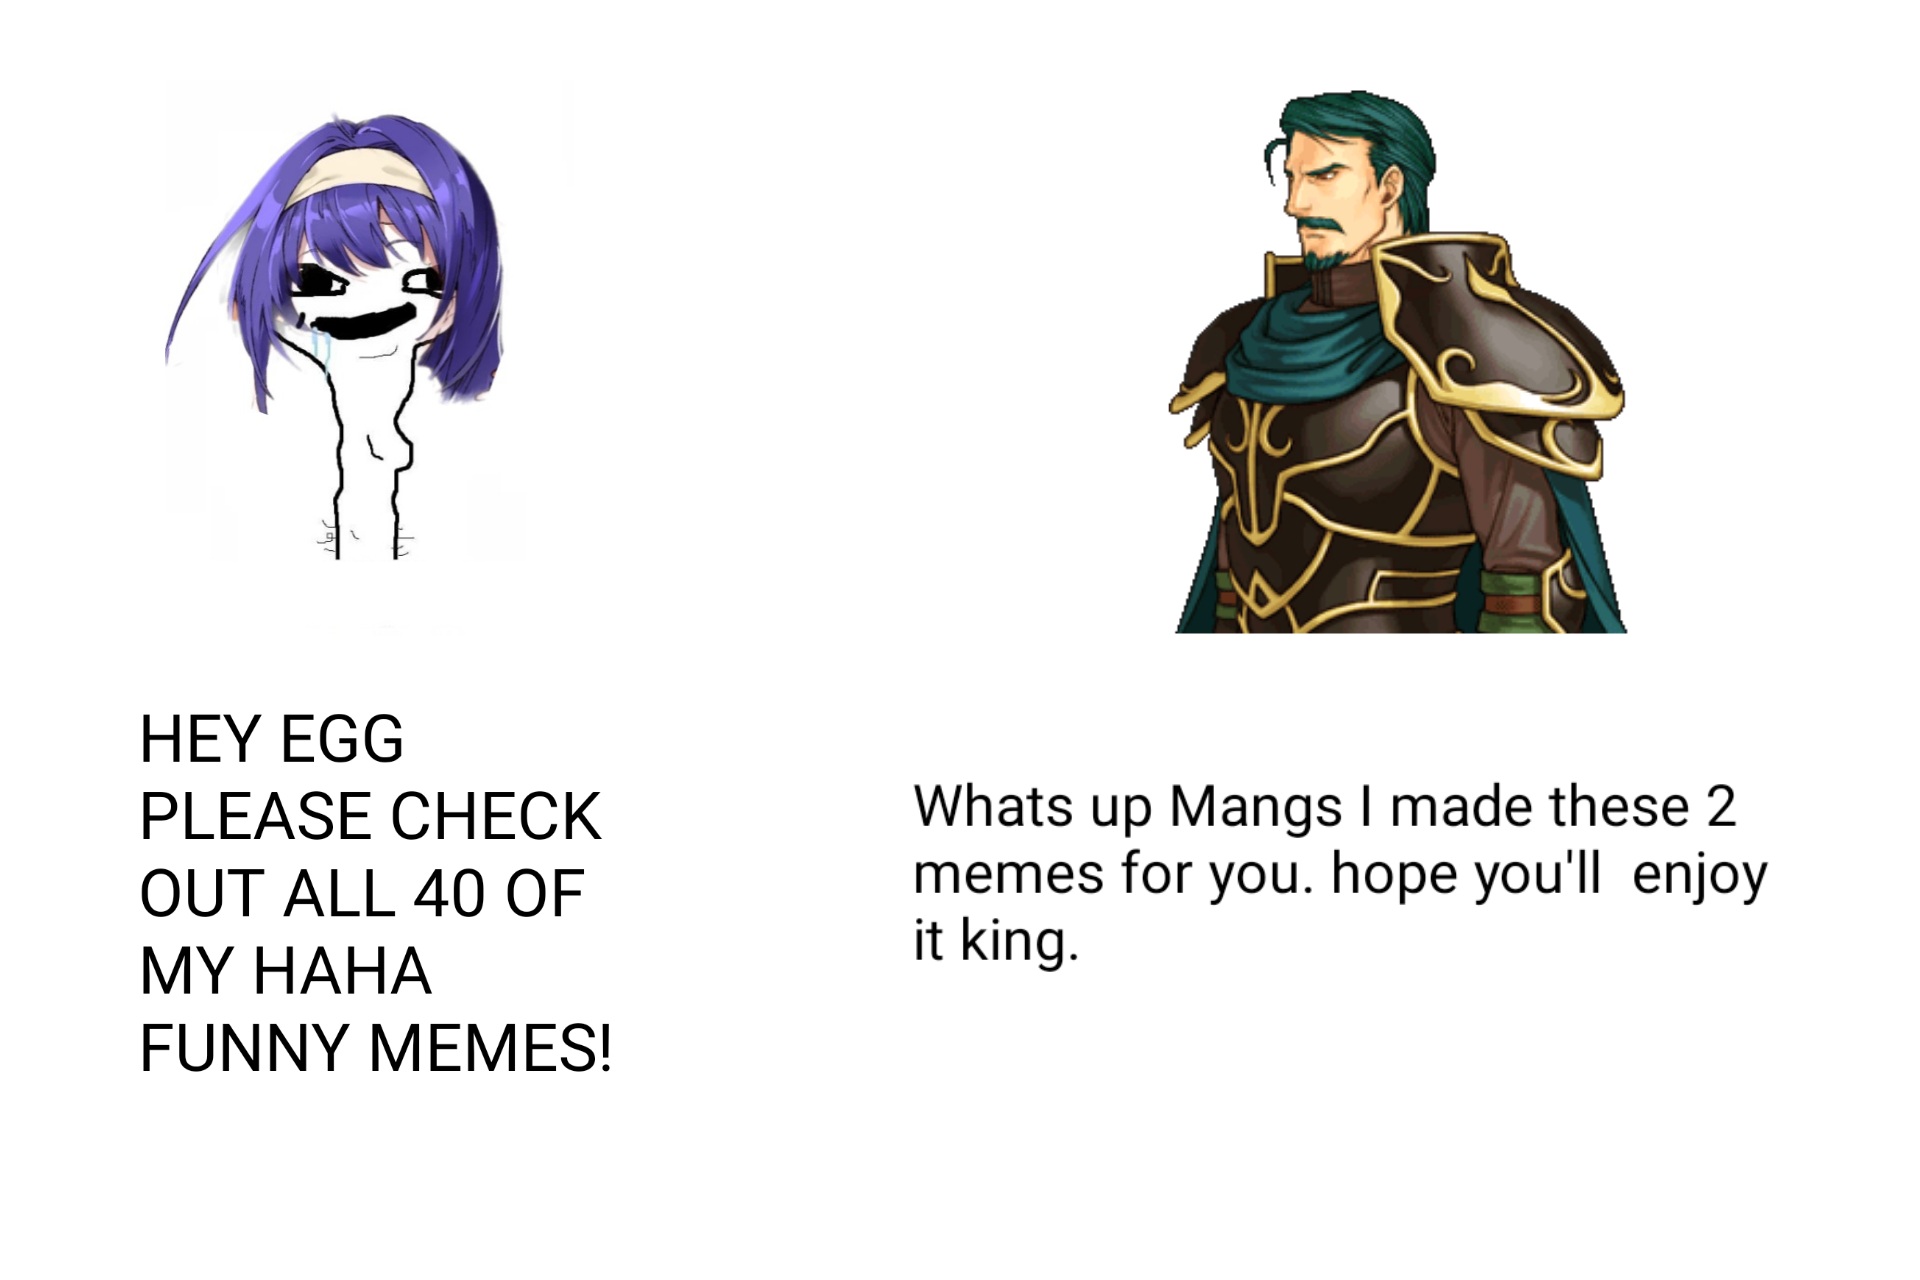 HEY EGG
PLEASE CHECK
OUT ALL 40 OF
MY HAHA
FUNNY MEMES!
Whats up Mangs I made these 2
memes for you. hope you'll  enjoy
it king.